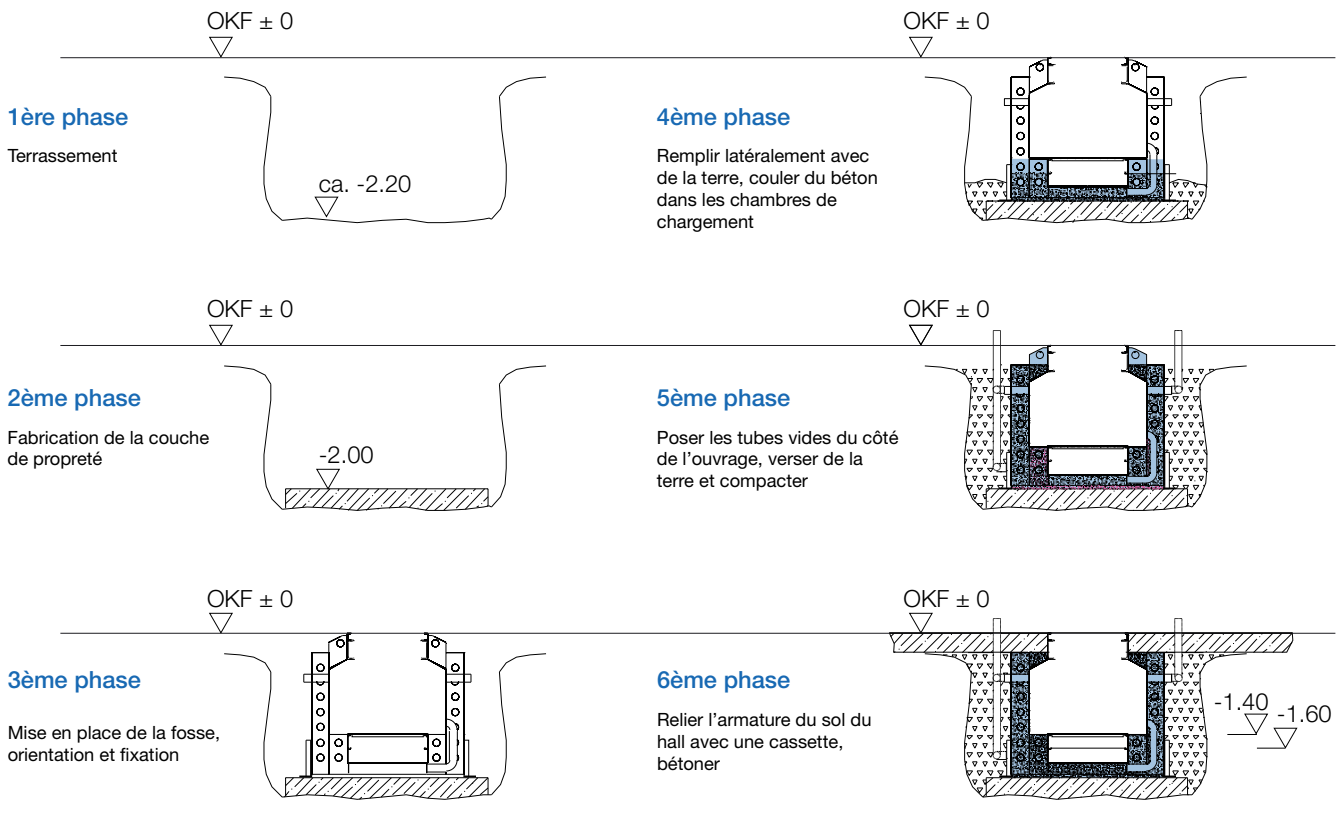 OKF ± 0
1ère phase
Terrassement
ca. -2.20
OKF ± 0
2ème phase
Fabrication de la couche
de propreté
-2.00
OKF ± 0
3ème phase
Mise en place de la fosse,
orientation et fixation
OKF ± 0
4ème phase
Remplir latéralement avec
de la terre, couler du béton
dans les chambres de
chargement
OKF ± 0
5ème phase
Poser les tubes vides du côté
de l'ouvrage, verser de la
terre et compacter
OKF ± 0
6ème phase
Relier l'armature du sol du
hall avec une cassette,
bétoner
-1.40
-1.60